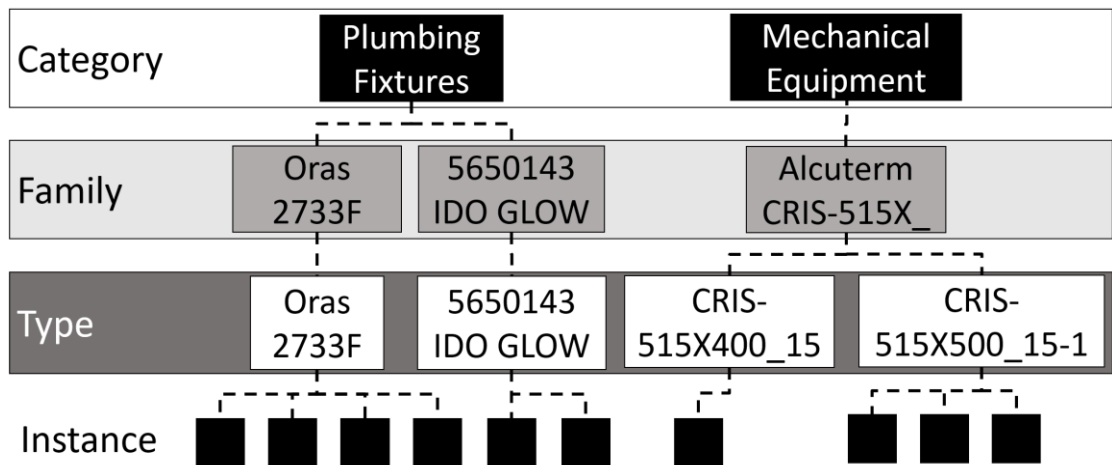 Category
Plumbing
Fixtures
Mechanical
Equipment
Family
Oras
2733F
5650143
IDO GLOW
Alcuterm
CRIS-515X_
Type
Oras
2733F
5650143
IDO GLOW
CRIS-
515X400_15
CRIS-
515X500_15-1
Instance